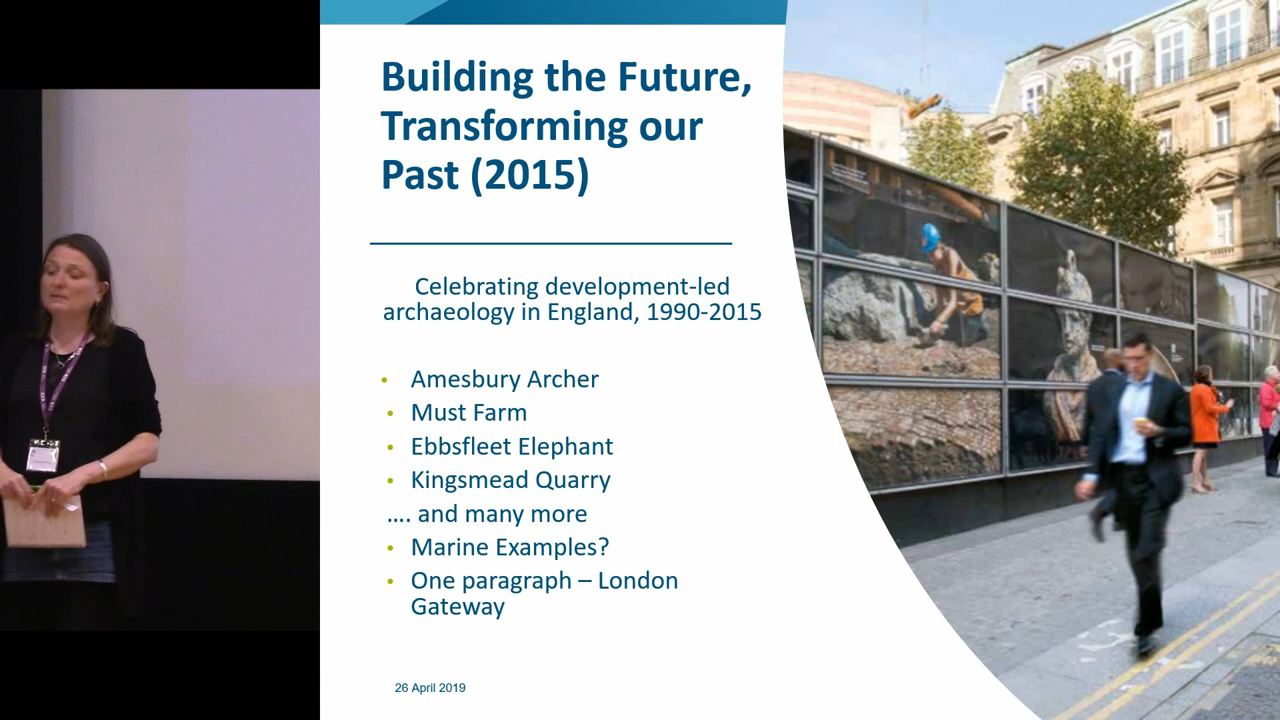 Building the Future,
Transforming our
Past (2015)
Celebrating development-led
archaeology in England, 1990-2015
• Amesbury Archer
• Must Farm
• Ebbsfleet Elephant
• Kingsmead Quarry
…. and many more
• Marine Examples?
• One paragraph – London
Gateway
26 April 2019